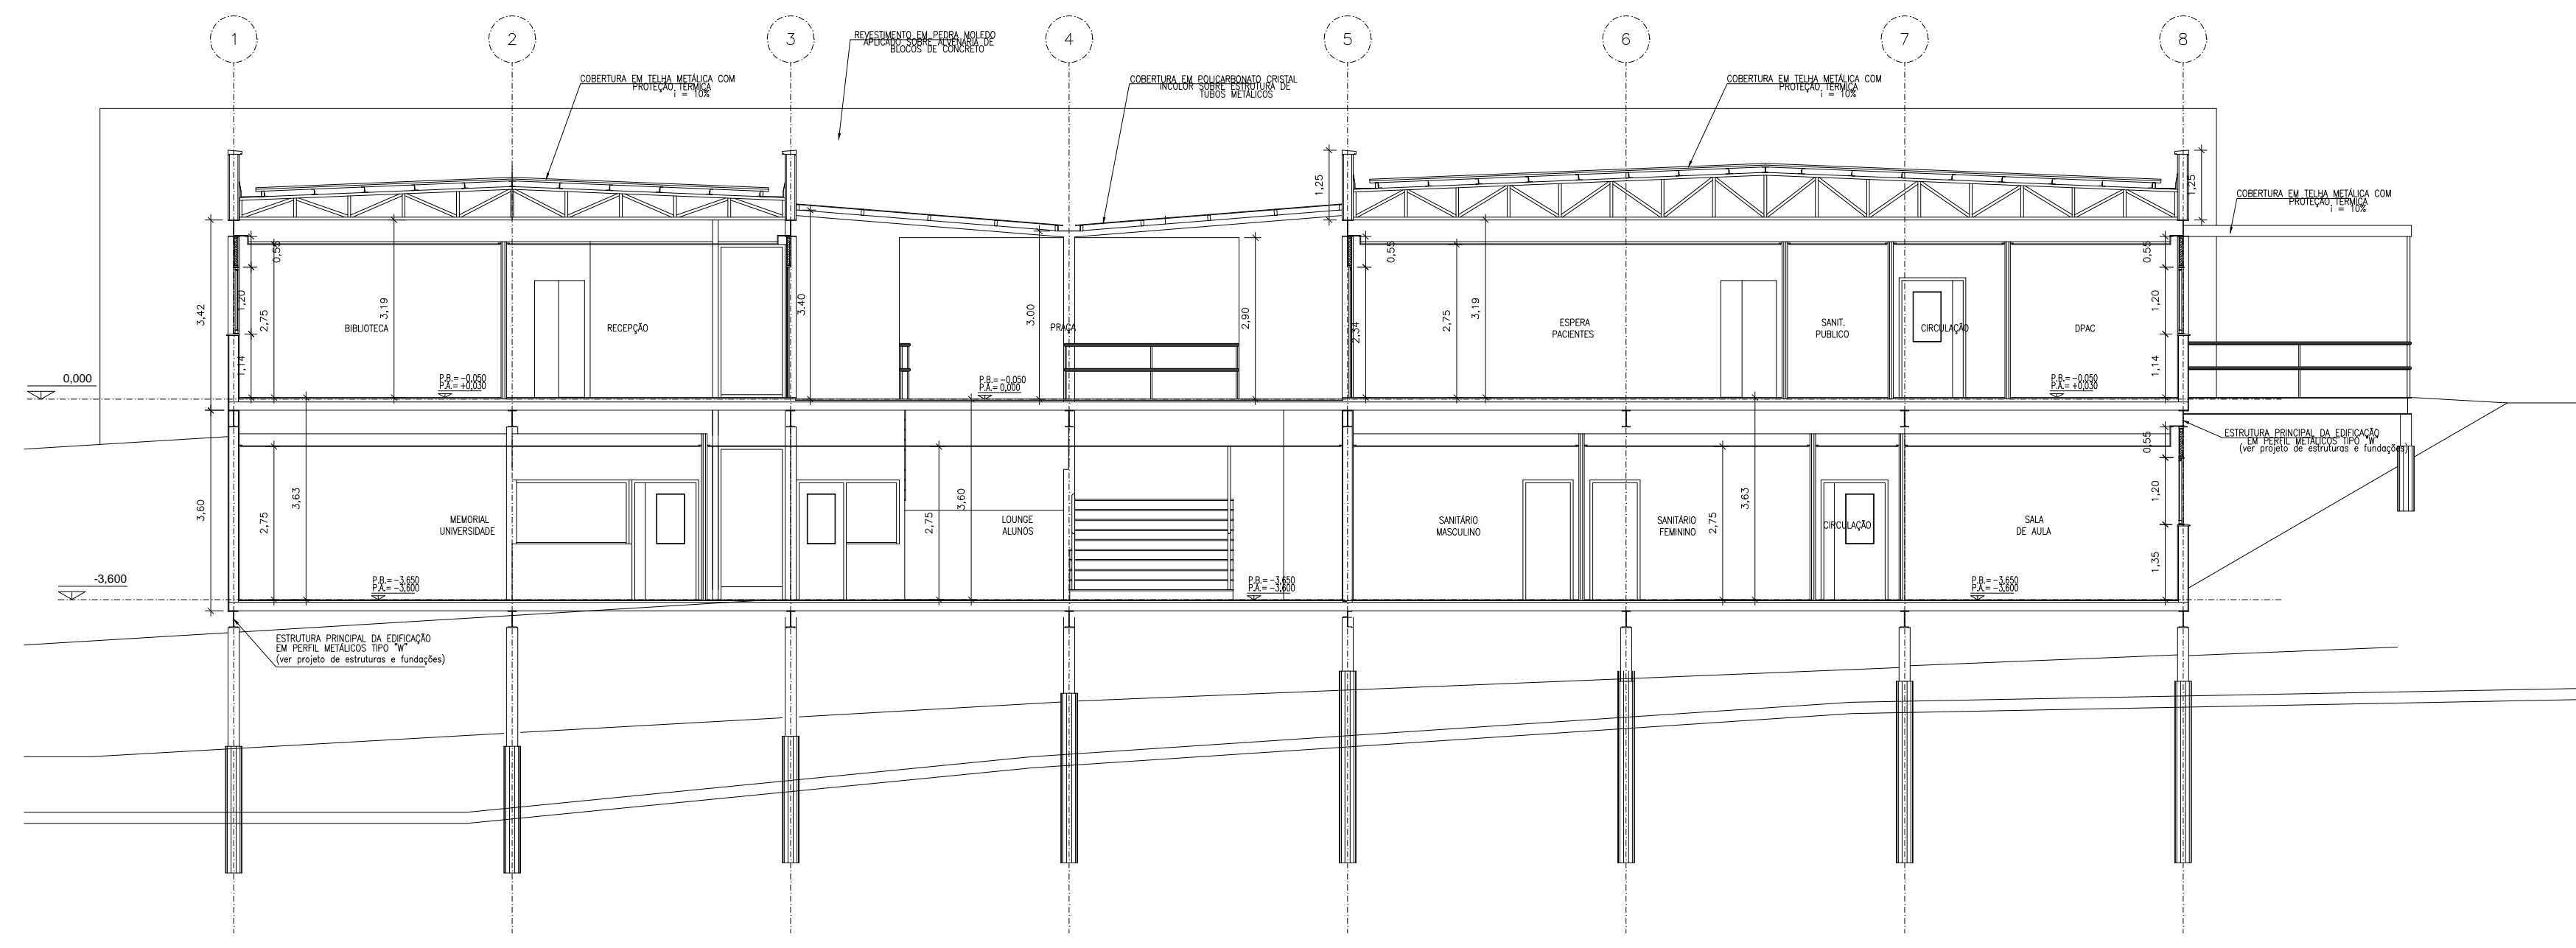 1
2
3
4
5
6
7
8
REVESTIMENTO EM PEDRA MOLEDO
APLICADO SOBRE ALVENARIA DE
BLOCOS DE CONCRETO
COBERTURA EM TELHA METÁLICA COM
PROTEÇÃO TÉRMICA
i = 10%
COBERTURA EM POLICARBONATO CRISTAL
INCOLOR SOBRE ESTRUTURA DE
TUBOS METÁLICOS
COBERTURA EM TELHA METÁLICA COM
PROTEÇÃO TÉRMICA
i = 10%
COBERTURA EM TELHA METÁLICA COM
PROTEÇÃO TÉRMICA
i = 10%
1,25
1,25
3,42
0,55
1,20
2,75
1,14
3,19
BIBLIOTECA
RECEPÇÃO
3.40
3.00
PRAÇA
2,90
0,55
2,34
2,75
3,19
ESPERA
PACIENTES
SANIT.
PUBLICO
CIRCULAÇÃO
DPAC
0,55
1,20
1,14
0,000
P.B.= -0,050
P.A.= +0,030
P.B.= -0,050
P.A.= 0,000
P.B.= -0,050
P.A.= +0,030
ESTRUTURA PRINCIPAL DA EDIFICAÇÃO
EM PERFIL METÁLICOS TIPO "W"
(ver projeto de estruturas e fundações)
3,60
2,75
3,63
MEMORIAL
UNIVERSIDADE
2,75
3,60
LOUNGE
ALUNOS
SANITÁRIO
MASCULINO
SANITÁRIO
FEMININO
2,75
3,63
CIRCULAÇÃO
SALA
DE AULA
0,55
1,20
1,35
-3,600
P.B.= -3,650
P.A.= -3,600
P.B.= -3,650
P.A.= -3,600
P.B.= -3,650
P.A.= -3,600
ESTRUTURA PRINCIPAL DA EDIFICAÇÃO
EM PERFIL METÁLICOS TIPO "W"
(ver projeto de estruturas e fundações)